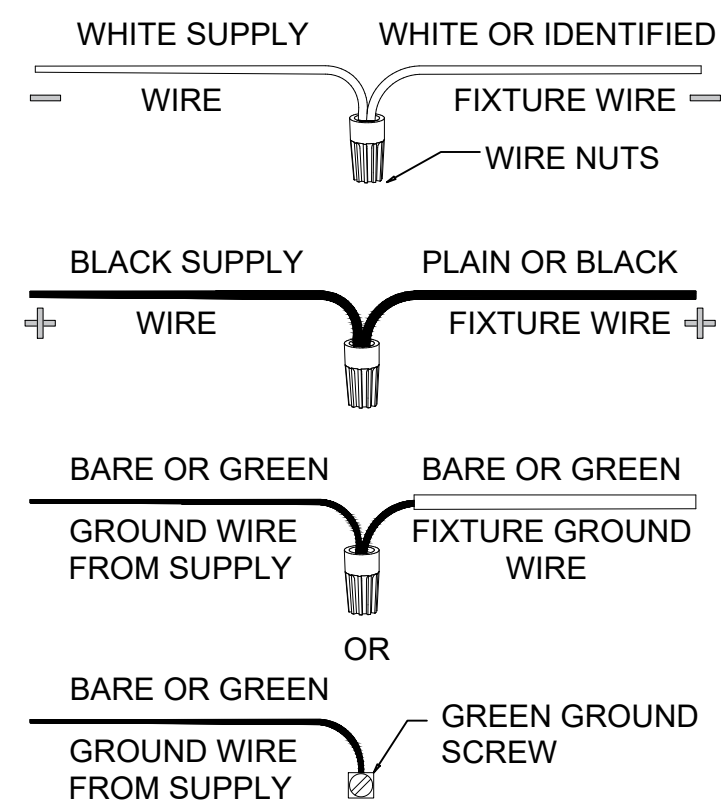 WHITE SUPPLY WHITE OR IDENTIFIED
WIRE FIXTURE WIRE
WIRE NUTS
BLACK SUPPLY PLAIN OR BLACK
WIRE FIXTURE WIRE
BARE OR GREEN BARE OR GREEN
GROUND WIRE FIXTURE GROUND
FROM SUPPLY WIRE
OR
BARE OR GREEN
GREEN GROUND
GROUND WIRE SCREW
FROM SUPPLY